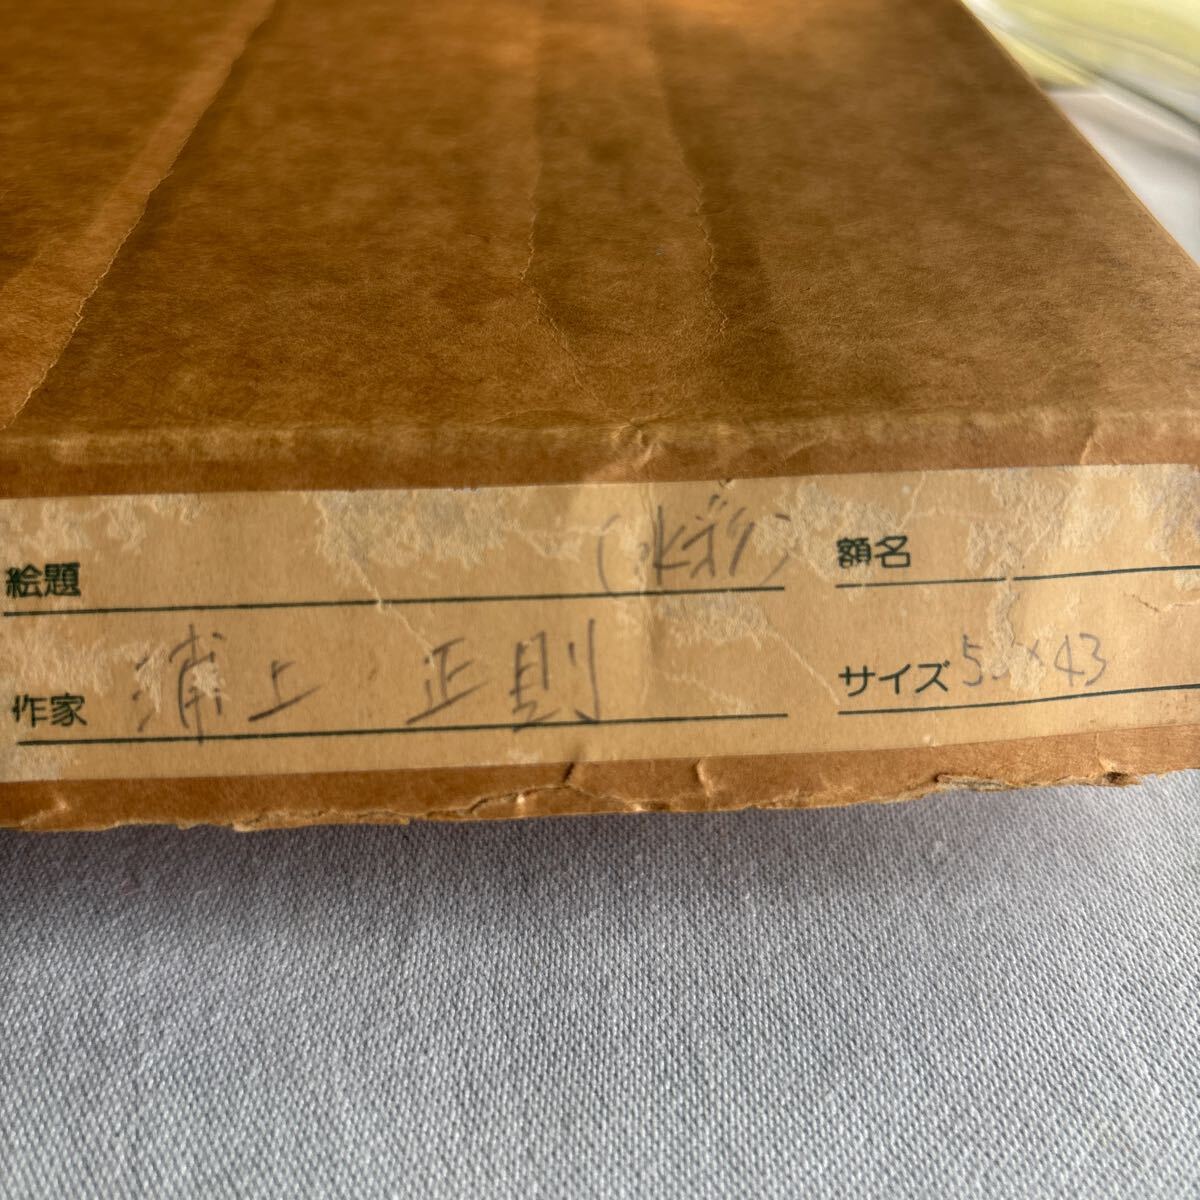 絵題 (水彩) 額名
作家 浦上 正則 サイズ 5 ×43